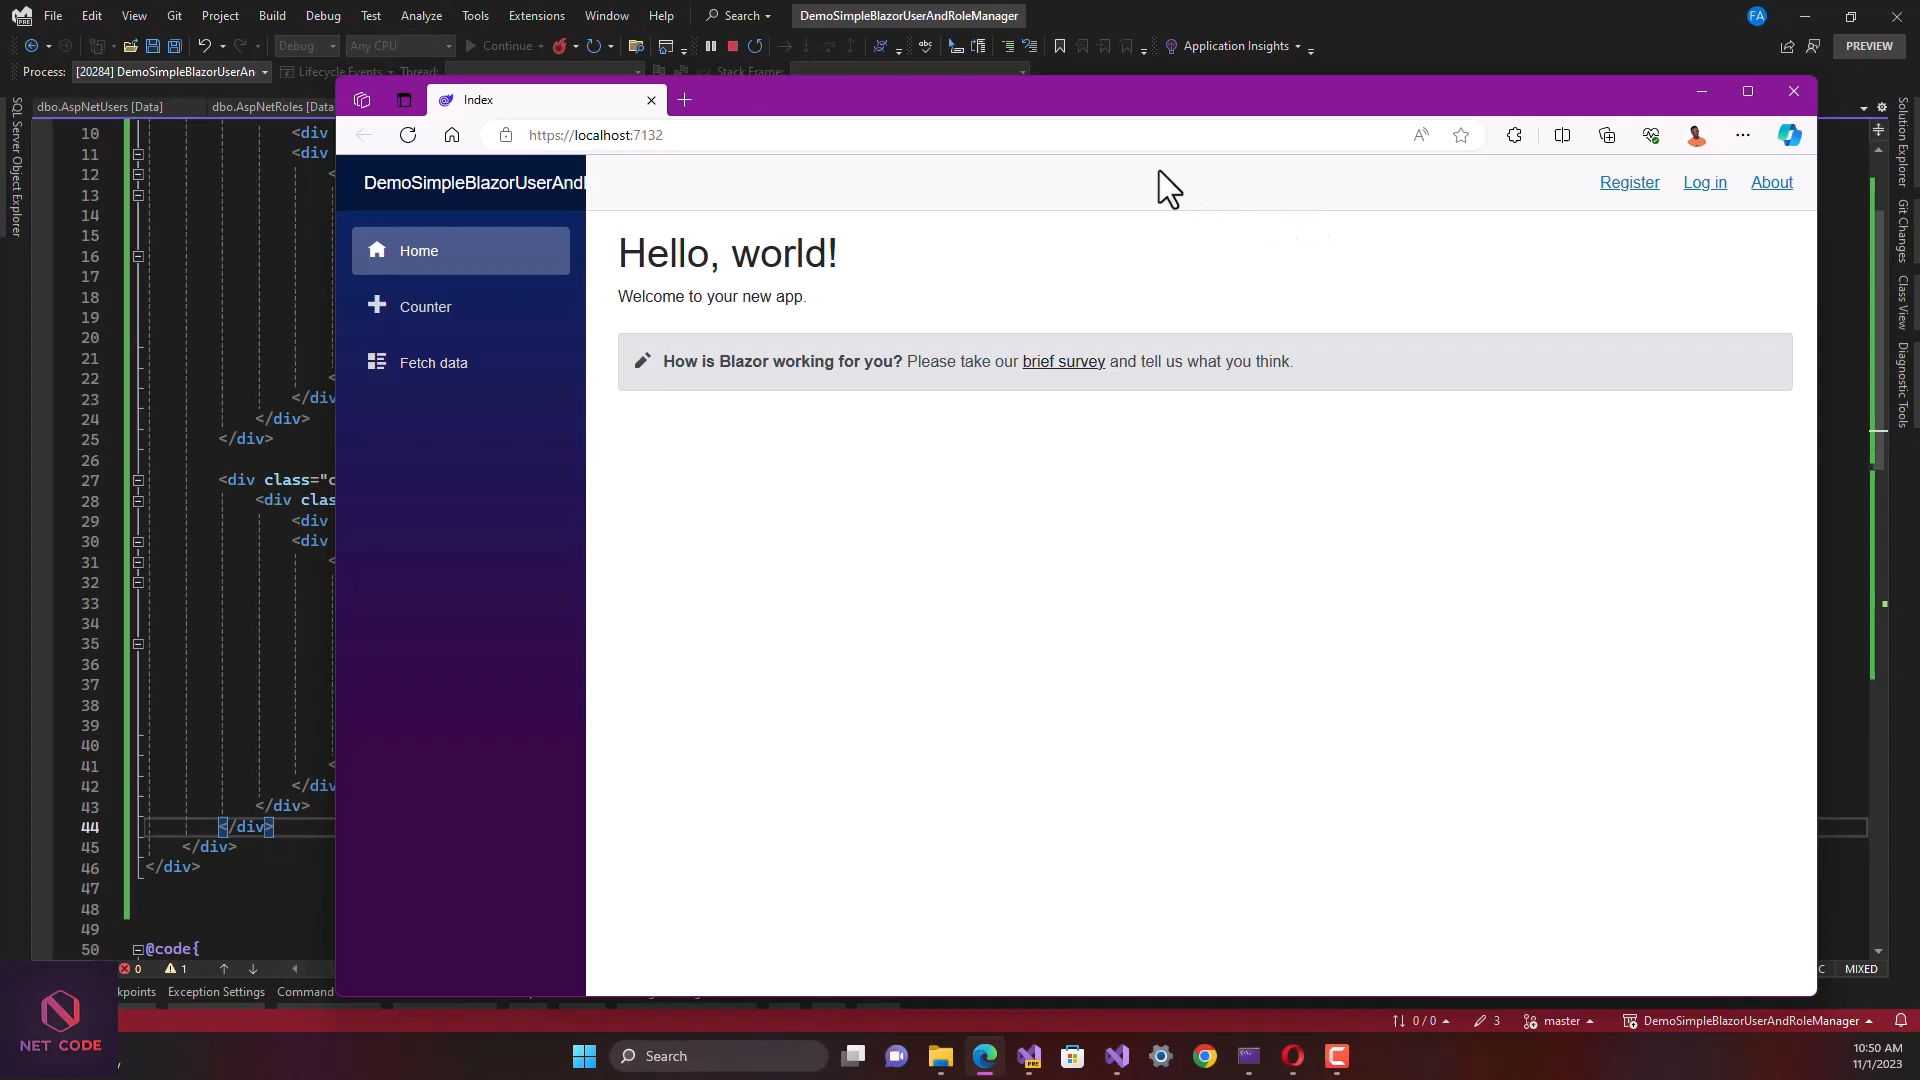 File Edit View Git Project Build Debug Test Analyze Tools Extensions Window Help Search DemoSimpleBlazorUserAndRoleManager FA
Debug Any CPU Continue Application Insights PREVIEW
Process: [20284] DemoSimpleBlazorUserAn Lifecycle Events Thread: Stack Frame:
dbo.AspNetUsers [Data] dbo.AspNetRoles [Data
Index
https://localhost:7132
SQL Server Object Explorer
Solution Explorer
Git Changes
Class View
Diagnostic Tools
DemoSimpleBlazorUserAnd
Register Log in About
Home
Counter
Fetch data
Hello, world!
Welcome to your new app.
How is Blazor working for you? Please take our brief survey and tell us what you think.
10 <div
11 <div
12 <
13 <
14
15
16
17
18
19
20
21
22 <
23 </div
24 </div>
25 </div>
26
27 <div class="c
28 <div clas
29 <div
30 <div
31 <
32
33
34
35
36
37
38
39
40
41 <
42 </div
43 </div>
44 </div>
45 </div>
46 </div>
47
48
49
50 @code{
0 1 C MIXED
kpoints Exception Settings Command
0 / 0 3 master DemoSimpleBlazorUserAndRoleManager
NET CODE
Search
PRE
10:50 AM
11/1/2023